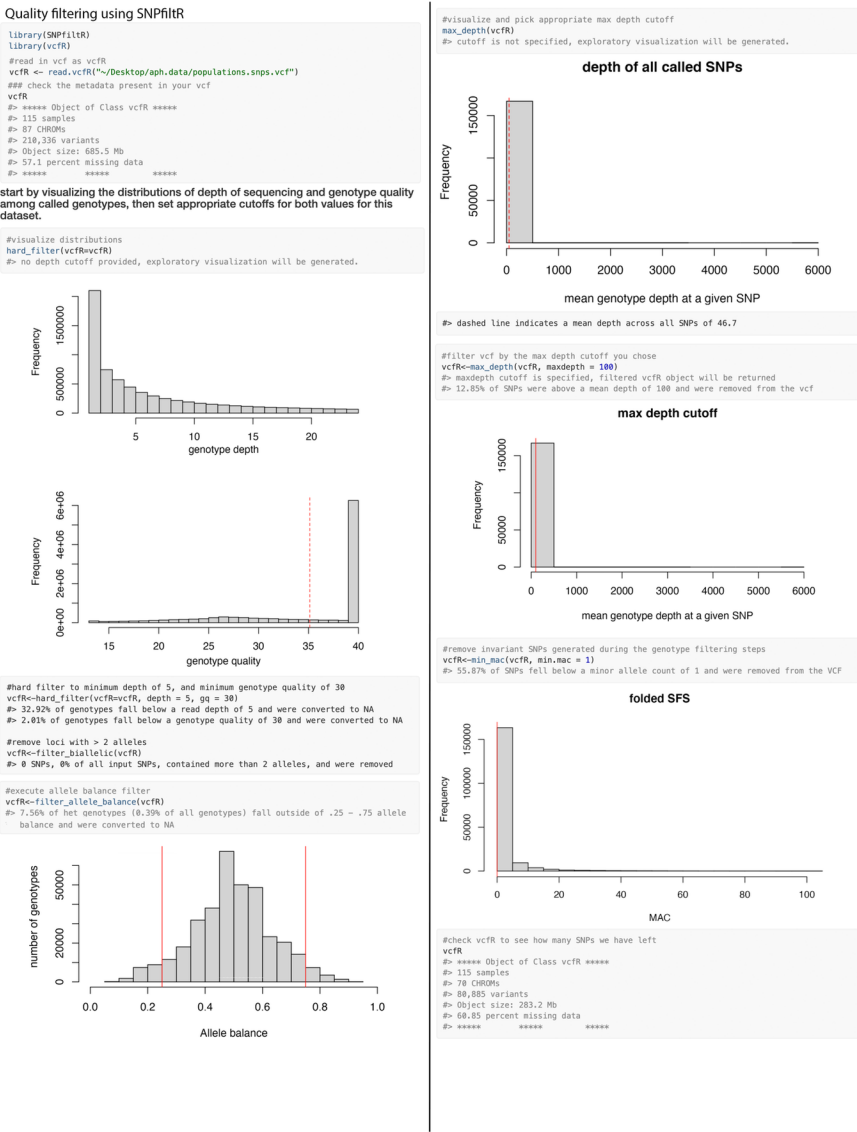 Quality filtering using SNPfiltR
library(SNPfiltR)
library(vcfR)
#read in vcf as vcfR
vcfR <- read.vcfR("~/Desktop/aph.data/populations.snps.vcf")
### check the metadata present in your vcf
vcfR
#> ***** Object of Class vcfR *****
#> 115 samples
#> 87 CHROMs
#> 210,336 variants
#> Object size: 685.5 Mb
#> 57.1 percent missing data
#> ***** ***** *****
start by visualizing the distributions of depth of sequencing and genotype quality
among called genotypes, then set appropriate cutoffs for both values for this
dataset.
#visualize distributions
hard_filter(vcfR=vcfR)
#> no depth cutoff provided, exploratory visualization will be generated.
Frequency
0
500000
1500000
5
10
15
20
genotype depth
Frequency
0e+00
2e+06
4e+06
6e+06
15
20
25
30
35
40
genotype quality
#hard filter to minimum depth of 5, and minimum genotype quality of 30
vcfR<-hard_filter(vcfR=vcfR, depth = 5, gq = 30)
#> 32.92% of genotypes fall below a read depth of 5 and were converted to NA
#> 2.01% of genotypes fall below a genotype quality of 30 and were converted to NA
#remove loci with > 2 alleles
vcfR<-filter_biallelic(vcfR)
#> 0 SNPs, 0% of all input SNPs, contained more than 2 alleles, and were removed
#execute allele balance filter
vcfR<-filter_allele_balance(vcfR)
#> 7.56% of het genotypes (0.39% of all genotypes) fall outside of .25 - .75 allele
balance and were converted to NA
number of genotypes
0
20000
50000
0.0
0.2
0.4
0.6
0.8
1.0
Allele balance
#visualize and pick appropriate max depth cutoff
max_depth(vcfR)
#> cutoff is not specified, exploratory visualization will be generated.
depth of all called SNPs
Frequency
0
50000
150000
0
1000
2000
3000
4000
5000
6000
mean genotype depth at a given SNP
#> dashed line indicates a mean depth across all SNPs of 46.7
#filter vcf by the max depth cutoff you chose
vcfR<-max_depth(vcfR, maxdepth = 100)
#> maxdepth cutoff is specified, filtered vcfR object will be returned
#> 12.85% of SNPs were above a mean depth of 100 and were removed from the vcf
max depth cutoff
Frequency
0
50000
150000
0
1000
2000
3000
4000
5000
6000
mean genotype depth at a given SNP
#remove invariant SNPs generated during the genotype filtering steps
vcfR<-min_mac(vcfR, min.mac = 1)
#> 55.87% of SNPs fell below a minor allele count of 1 and were removed from the VCF
folded SFS
Frequency
0
50000
100000
150000
0
20
40
60
80
100
MAC
#check vcfR to see how many SNPs we have left
vcfR
#> ***** Object of Class vcfR *****
#> 115 samples
#> 70 CHROMs
#> 80,885 variants
#> Object size: 283.2 Mb
#> 60.85 percent missing data
#> ***** ***** *****